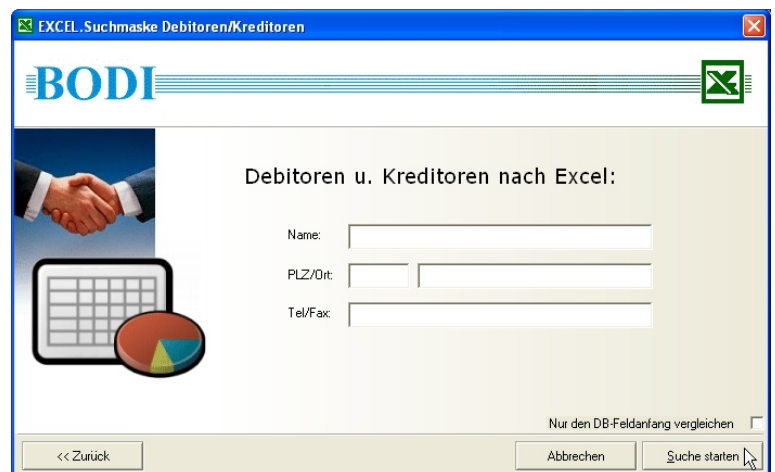 EXCEL.Suchmaske Debitoren/Kreditoren
BODI
Debitoren u. Kreditoren nach Excel:
Name:
PLZ/Ort:
Tel/Fax:
Nur den DB-Feldanfang vergleichen
<< Zurück Abbrechen Suche starten